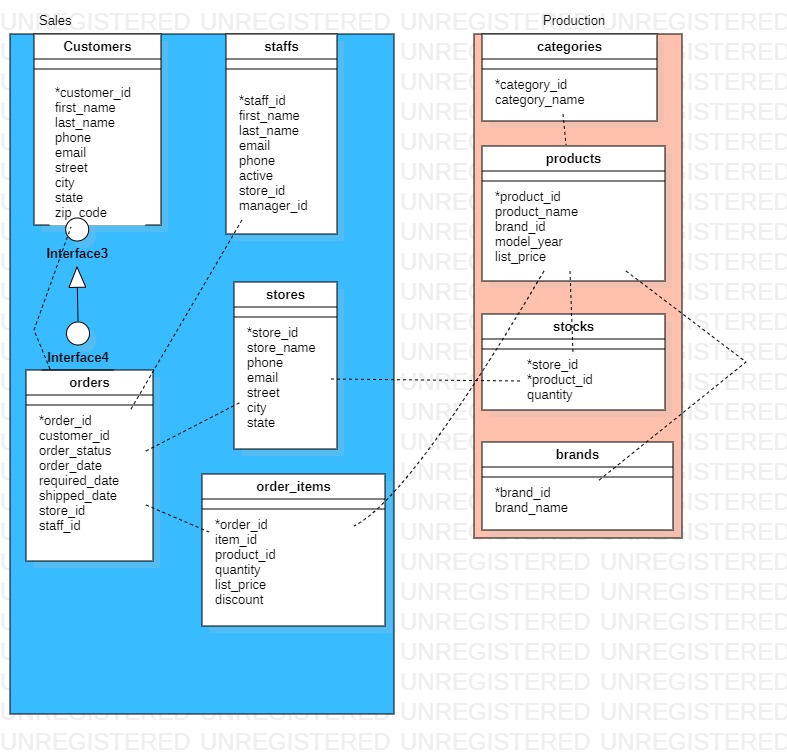 Sales
Customers
*customer_id
first_name
last_name
phone
email
street
city
state
zip_code
Interface3
Interface4
staffs
*staff_id
first_name
last_name
email
phone
active
store_id
manager_id
stores
*store_id
store_name
phone
email
street
city
state
orders
*order_id
customer_id
order_status
order_date
required_date
shipped_date
store_id
staff_id
order_items
*order_id
item_id
product_id
quantity
list_price
discount
Production
categories
*category_id
category_name
products
*product_id
product_name
brand_id
model_year
list_price
stocks
*store_id
*product_id
quantity
brands
*brand_id
brand_name
UNREGISTERED